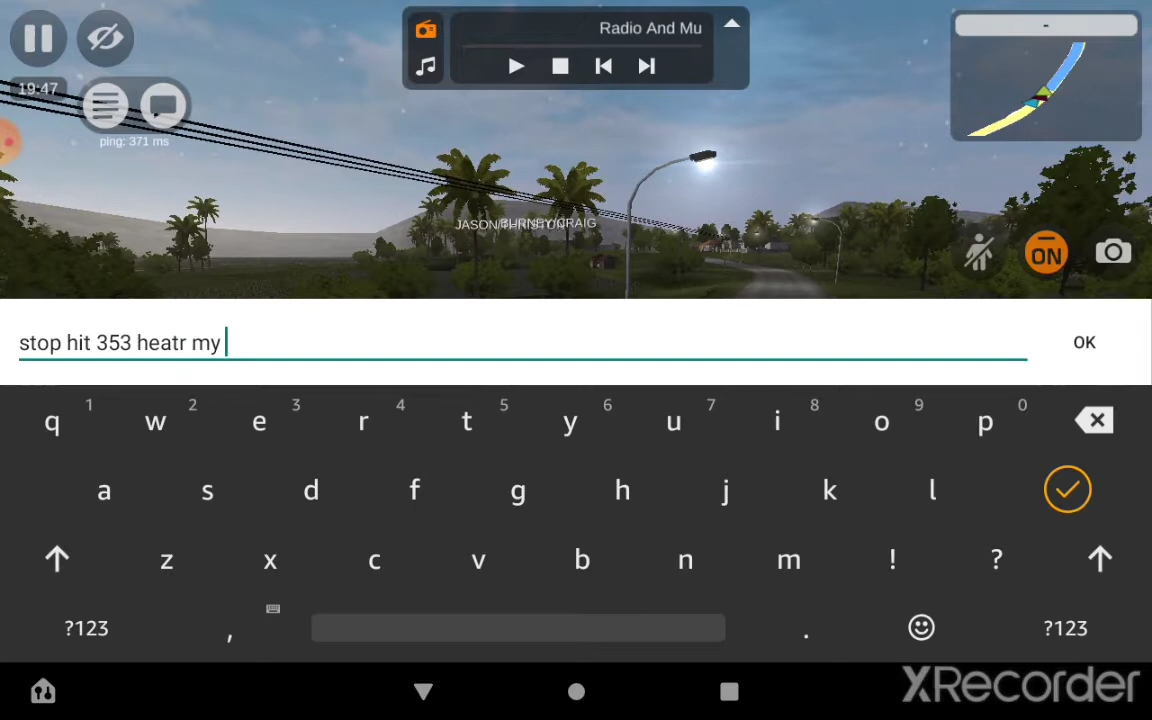 Radio And Mu
-
19:47
ping: 371 ms
CRAIG
ON
stop hit 353 heatr my
OK
1 2 3 4 5 6 7 8 9 0
q w e r t y u i o p
a s d f g h j k l
z x c v b n m ! ?
?123 , . ?123
XRecorder